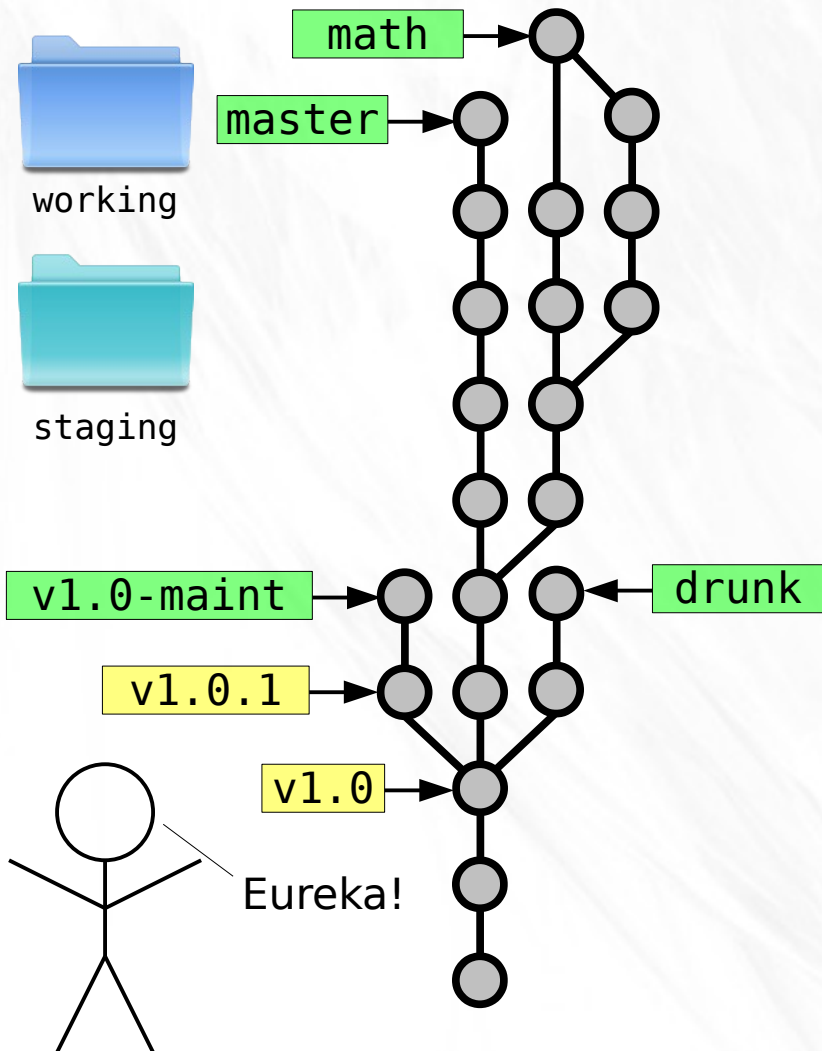 math
master
working
staging
v1.0-maint
drunk
v1.0.1
v1.0
Eureka!